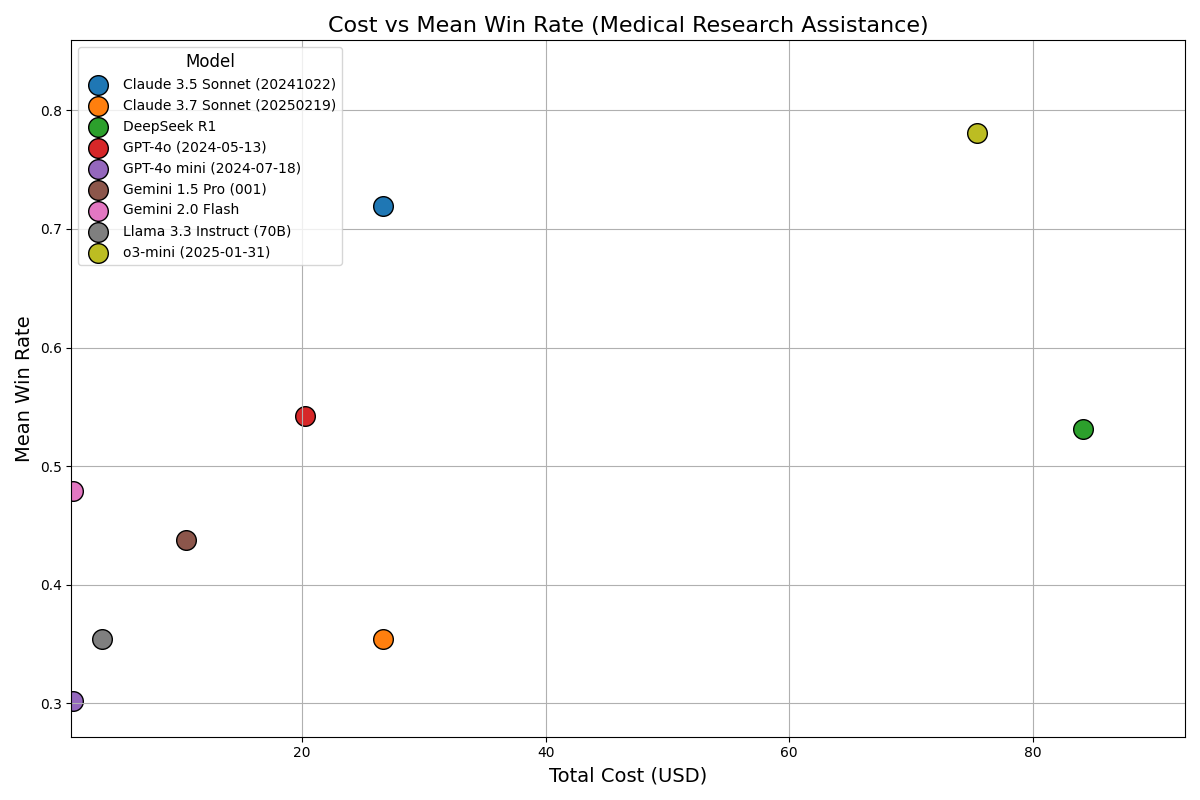 Cost vs Mean Win Rate (Medical Research Assistance)
Model
Claude 3.5 Sonnet (20241022)
Claude 3.7 Sonnet (20250219)
DeepSeek R1
GPT-4o (2024-05-13)
GPT-4o mini (2024-07-18)
Gemini 1.5 Pro (001)
Gemini 2.0 Flash
Llama 3.3 Instruct (70B)
o3-mini (2025-01-31)
Mean Win Rate
0.8
0.7
0.6
0.5
0.4
0.3
20 40 60 80
Total Cost (USD)